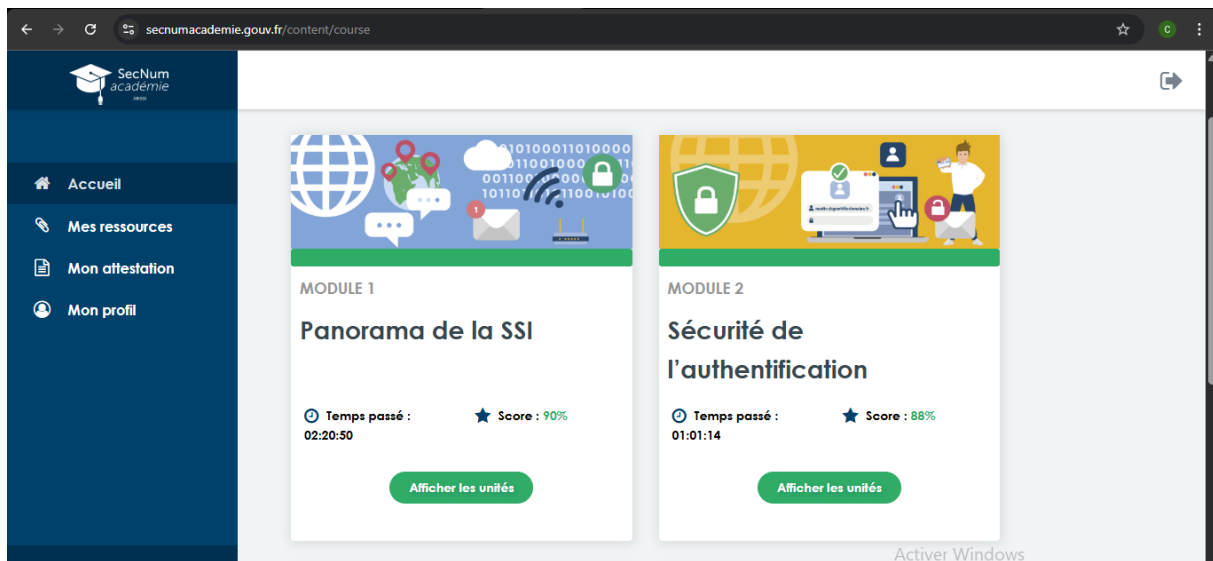 secnumacademie.gouv.fr/content/course
C
SecNum
académie
Accueil
Mes ressources
Mon attestation
Mon profil
1
MODULE 1
Panorama de la SSI
Temps passé :
02:20:50
Score : 90%
Afficher les unités
MODULE 2
Sécurité de
l'authentification
Temps passé :
01:01:14
Score : 88%
Afficher les unités
Activer Windows